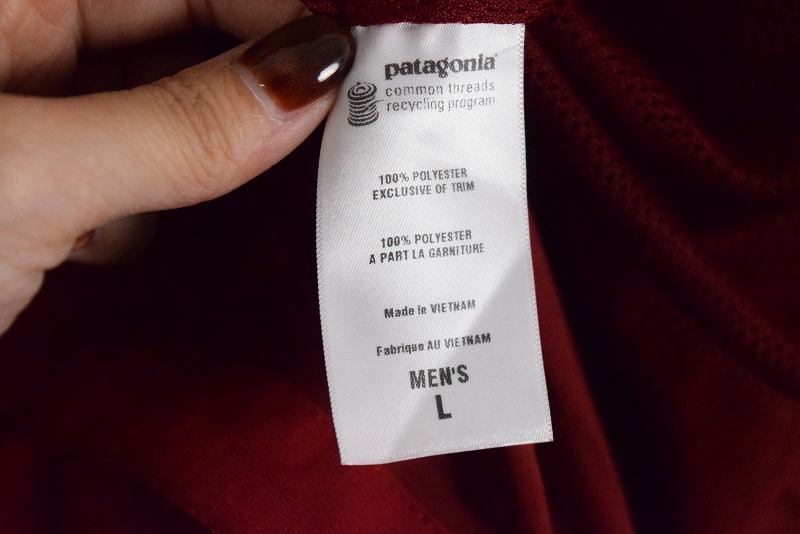 patagonia
common threads
recycling program
100% POLYESTER
EXCLUSIVE OF TRIM
100% POLYESTER
A PART LA GARNITURE
Made in VIETNAM
Fabrique AU VIETNAM
MEN'S
L